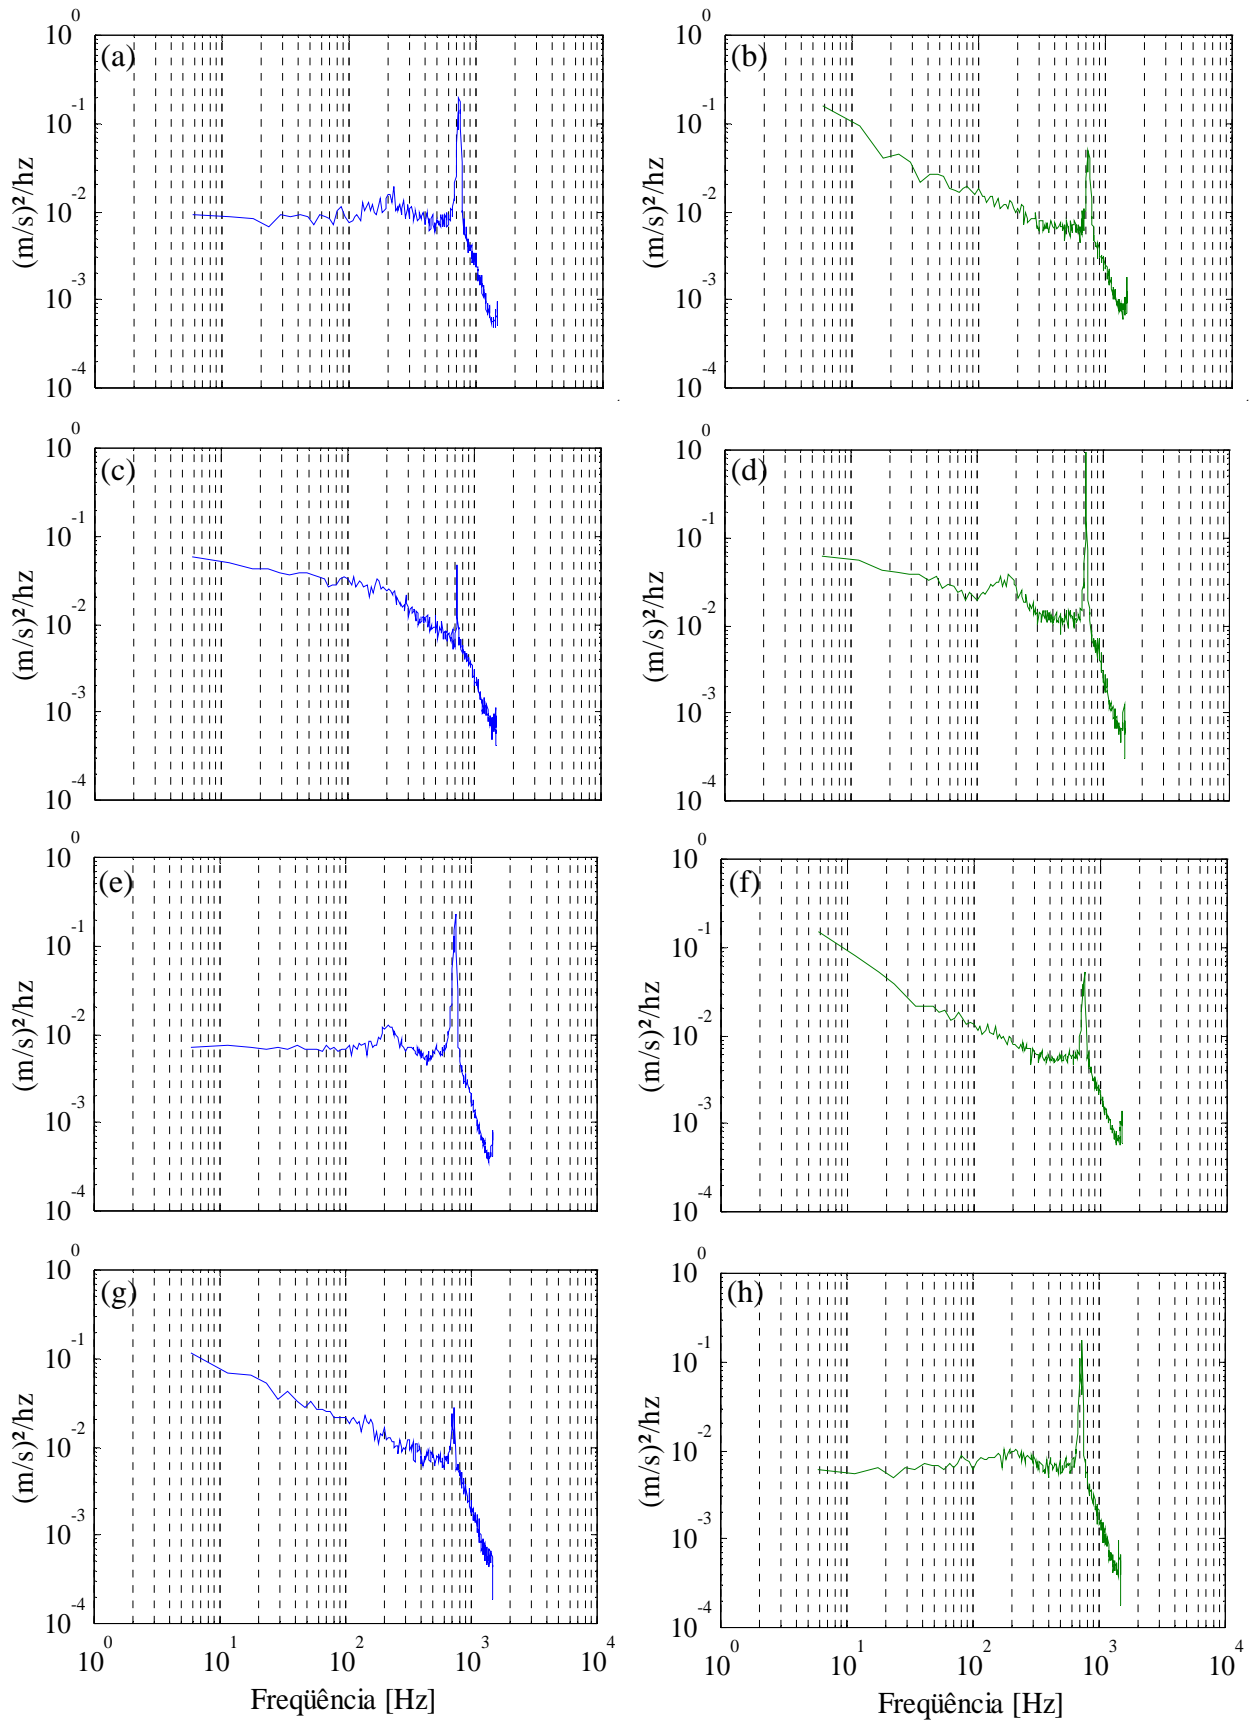 10^0 (a) 10^0 (b)
10^-1 10^-1
10^-2 10^-2
10^-3 10^-3
10^-4 10^-4
(m/s)²/hz (m/s)²/hz
10^0 (c) 10^0 (d)
10^-1 10^-1
10^-2 10^-2
10^-3 10^-3
10^-4 10^-4
(m/s)²/hz (m/s)²/hz
10^0 (e) 10^0 (f)
10^-1 10^-1
10^-2 10^-2
10^-3 10^-3
10^-4 10^-4
(m/s)²/hz (m/s)²/hz
10^0 (g) 10^0 (h)
10^-1 10^-1
10^-2 10^-2
10^-3 10^-3
10^-4 10^-4
(m/s)²/hz (m/s)²/hz
10^0 10^1 10^2 10^3 10^4 10^0 10^1 10^2 10^3 10^4
Freqüência [Hz] Freqüência [Hz]